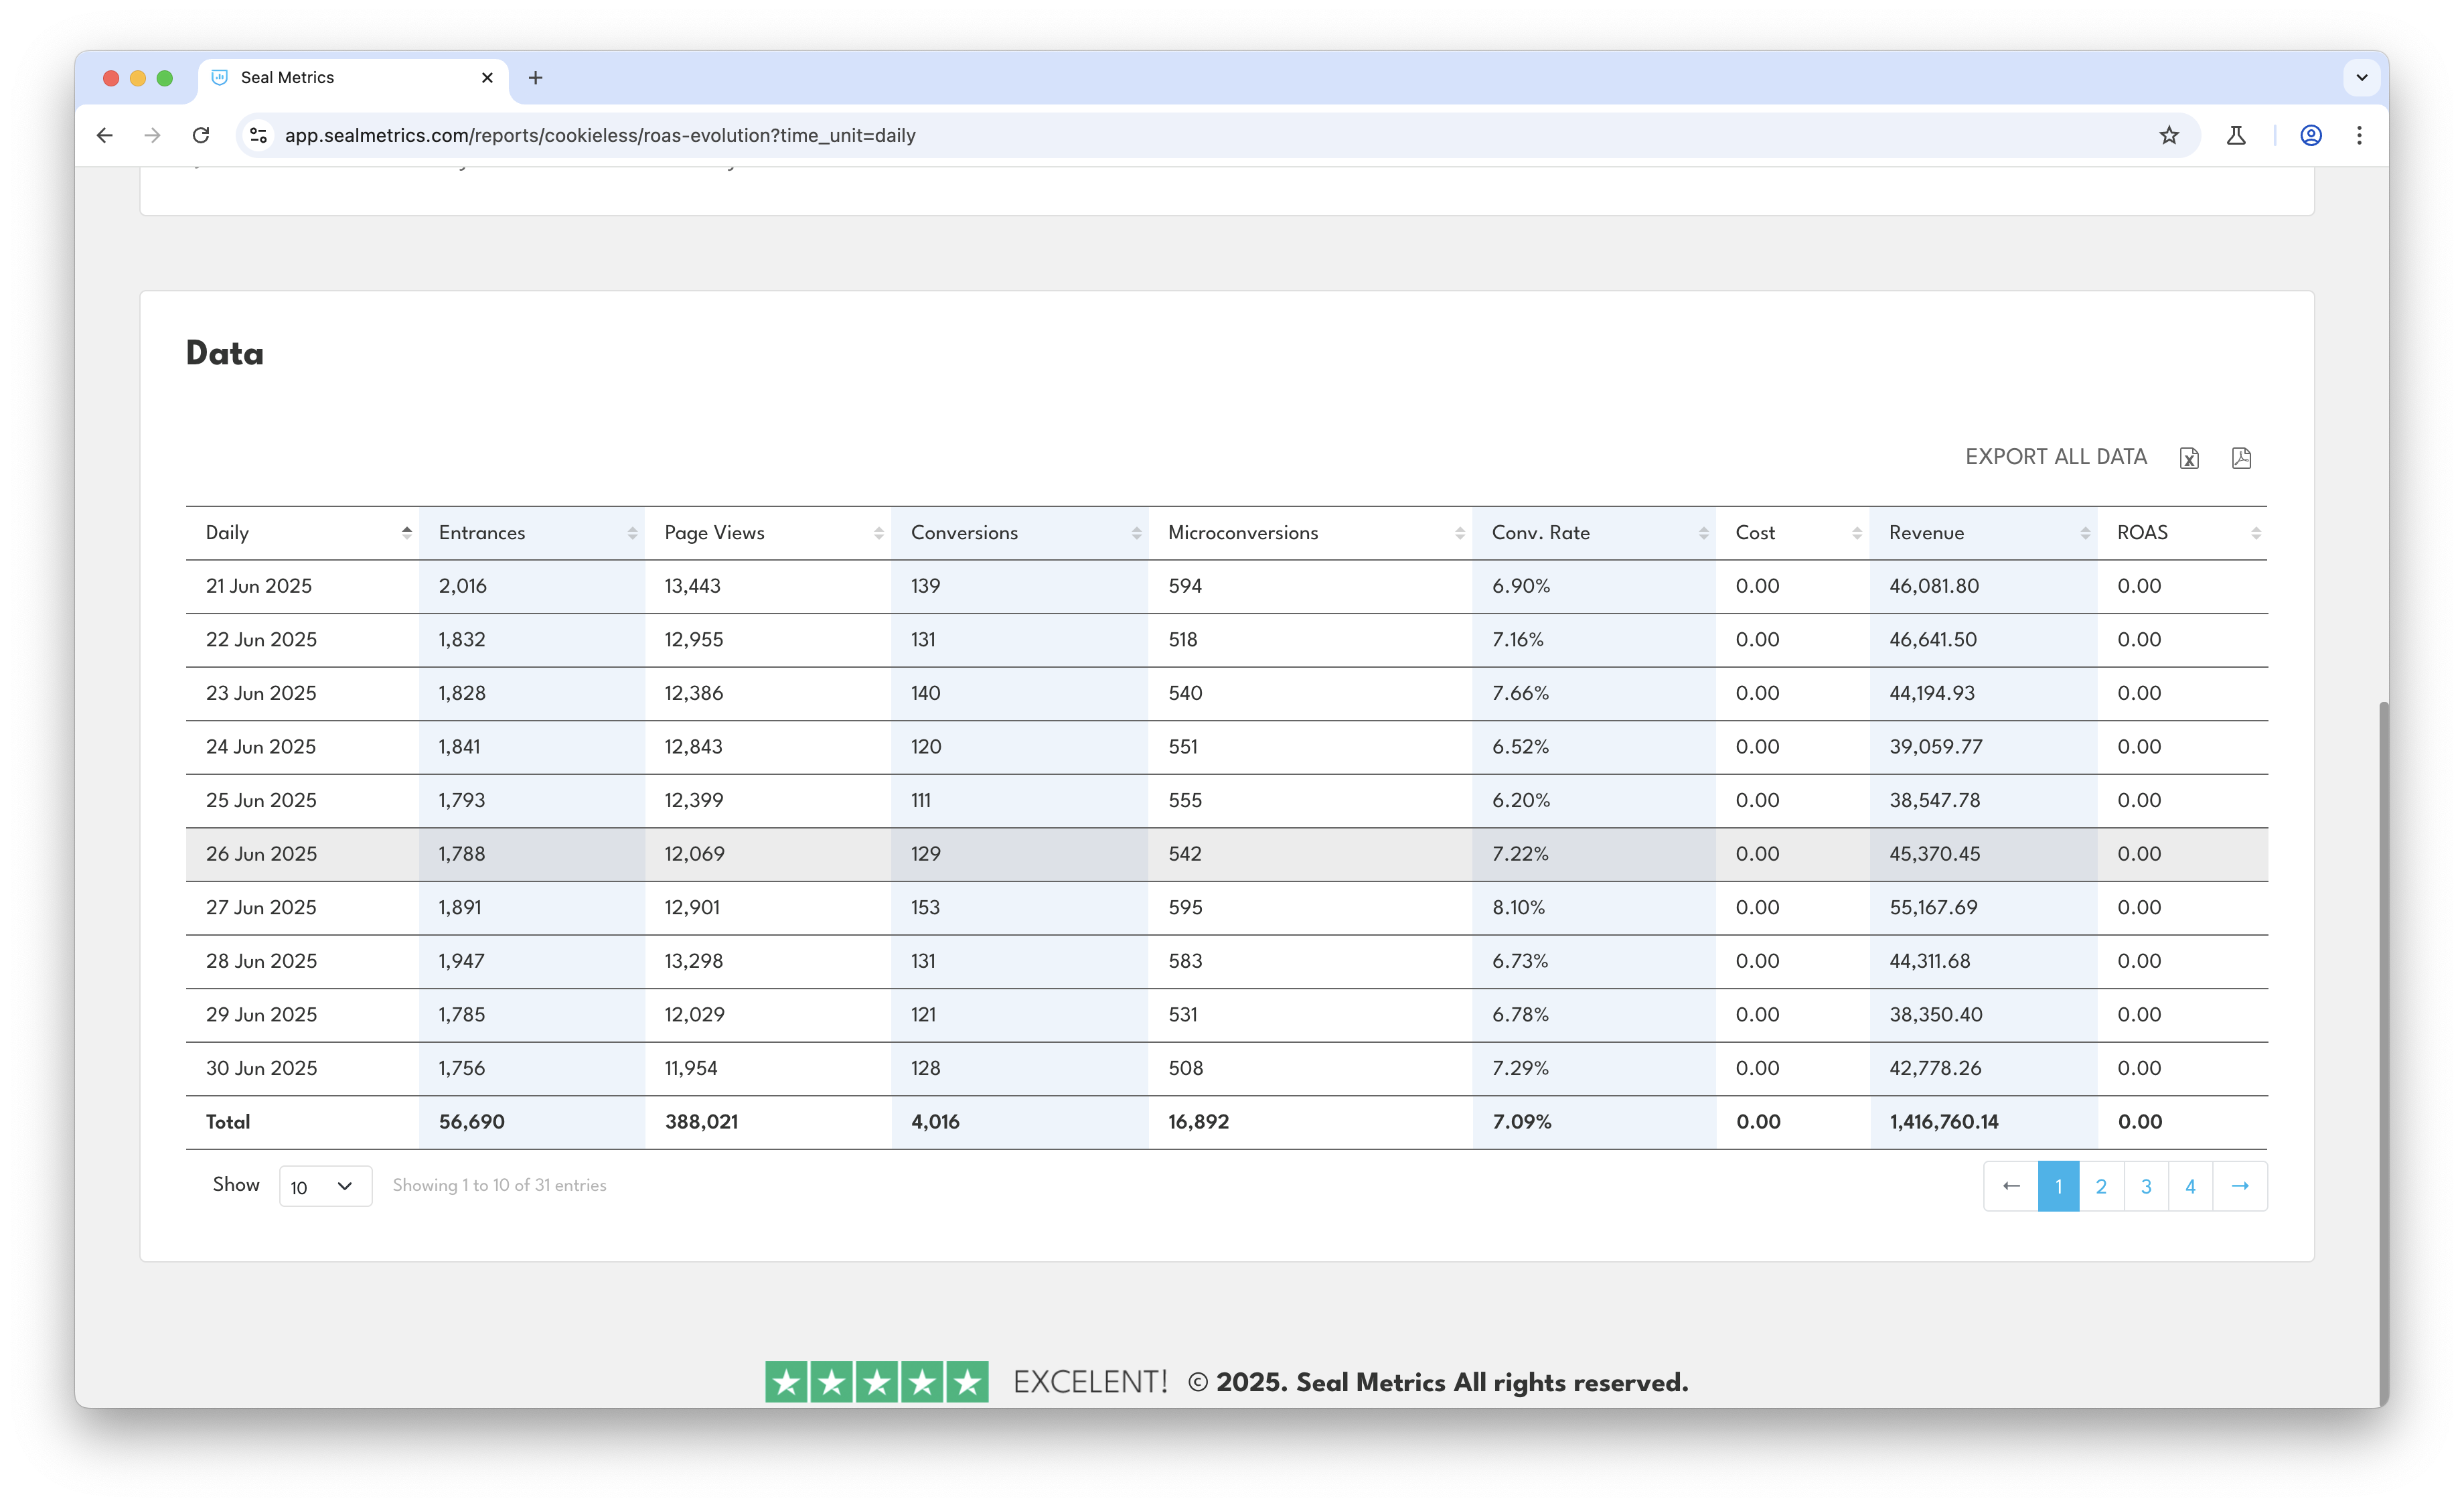 Seal Metrics
app.sealmetrics.com/reports/cookieless/roas-evolution?time_unit=daily
Data
EXPORT ALL DATA
Daily Entrances Page Views Conversions Microconversions Conv. Rate Cost Revenue ROAS
21 Jun 2025 2,016 13,443 139 594 6.90% 0.00 46,081.80 0.00
22 Jun 2025 1,832 12,955 131 518 7.16% 0.00 46,641.50 0.00
23 Jun 2025 1,828 12,386 140 540 7.66% 0.00 44,194.93 0.00
24 Jun 2025 1,841 12,843 120 551 6.52% 0.00 39,059.77 0.00
25 Jun 2025 1,793 12,399 111 555 6.20% 0.00 38,547.78 0.00
26 Jun 2025 1,788 12,069 129 542 7.22% 0.00 45,370.45 0.00
27 Jun 2025 1,891 12,901 153 595 8.10% 0.00 55,167.69 0.00
28 Jun 2025 1,947 13,298 131 583 6.73% 0.00 44,311.68 0.00
29 Jun 2025 1,785 12,029 121 531 6.78% 0.00 38,350.40 0.00
30 Jun 2025 1,756 11,954 128 508 7.29% 0.00 42,778.26 0.00
Total 56,690 388,021 4,016 16,892 7.09% 0.00 1,416,760.14 0.00
Show 10 Showing 1 to 10 of 31 entries ← 1 2 3 4 →
EXCELENT! © 2025. Seal Metrics All rights reserved.